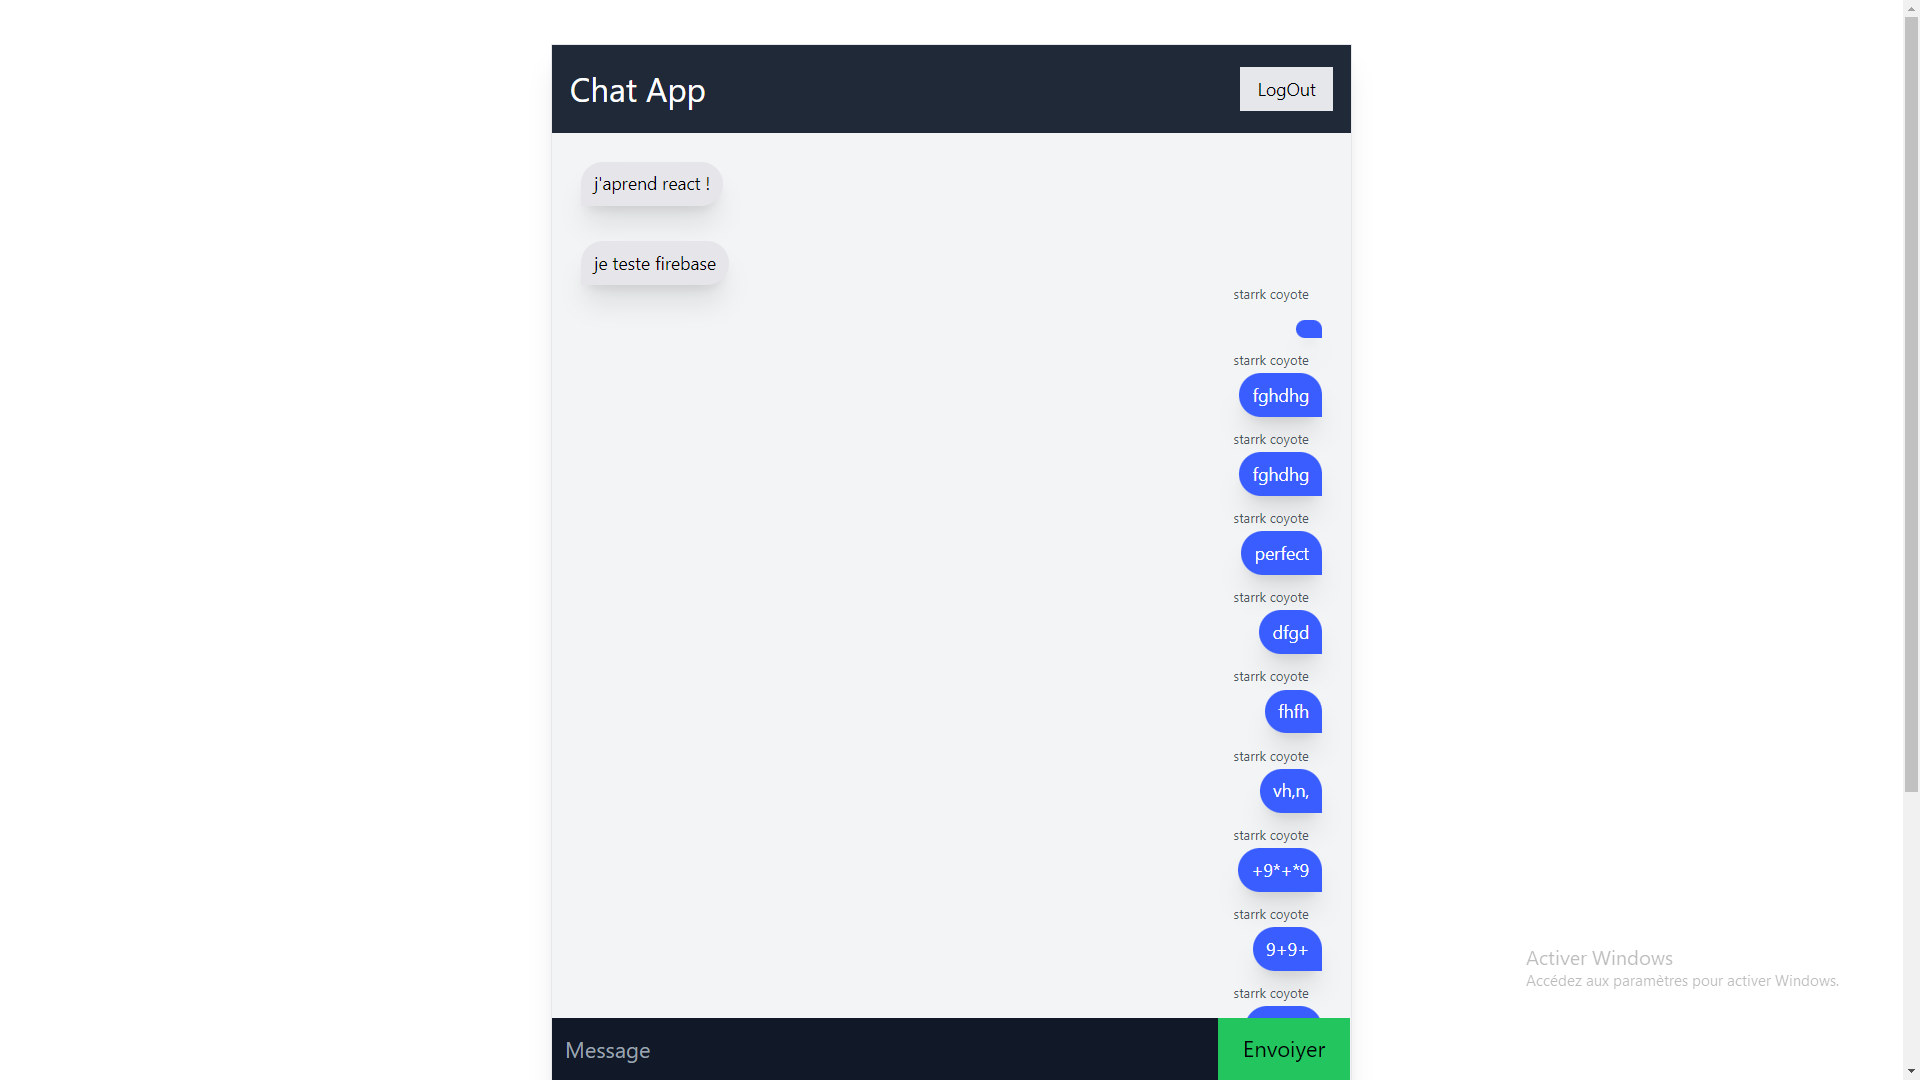 Chat App
LogOut
j'aprend react !
je teste firebase
starrk coyote
starrk coyote
fghdhg
starrk coyote
fghdhg
starrk coyote
perfect
starrk coyote
dfgd
starrk coyote
fhfh
starrk coyote
vh,n,
starrk coyote
+9*+*9
starrk coyote
9+9+
starrk coyote
Activer Windows
Accédez aux paramètres pour activer Windows.
Message
Envoiyer